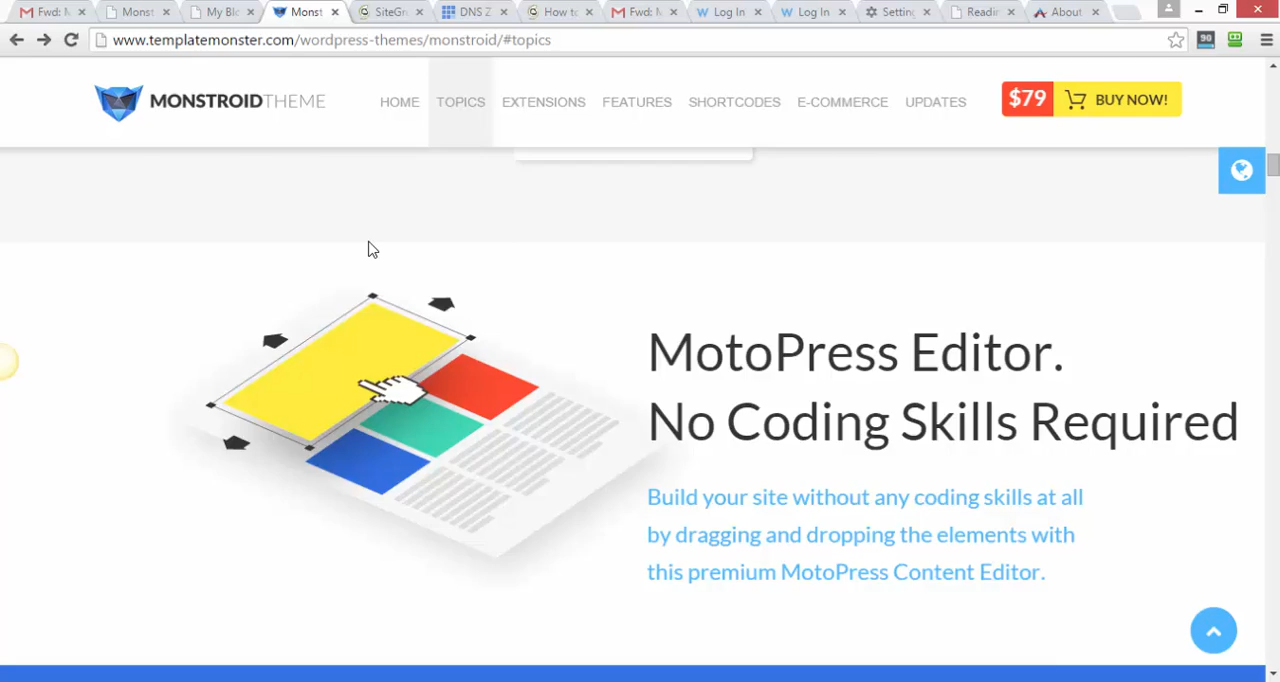 Fwd: M
Monst
My Blo
Monst
SiteGr
DNS Z
How to
Fwd: M
Log In
Log In
Setting
Readin
About
www.templatemonster.com/wordpress-themes/monstroid/#topics
90
MONSTROIDTHEME
HOME
TOPICS
EXTENSIONS
FEATURES
SHORTCODES
E-COMMERCE
UPDATES
$79
BUY NOW!
MotoPress Editor.
No Coding Skills Required
Build your site without any coding skills at all
by dragging and dropping the elements with
this premium MotoPress Content Editor.